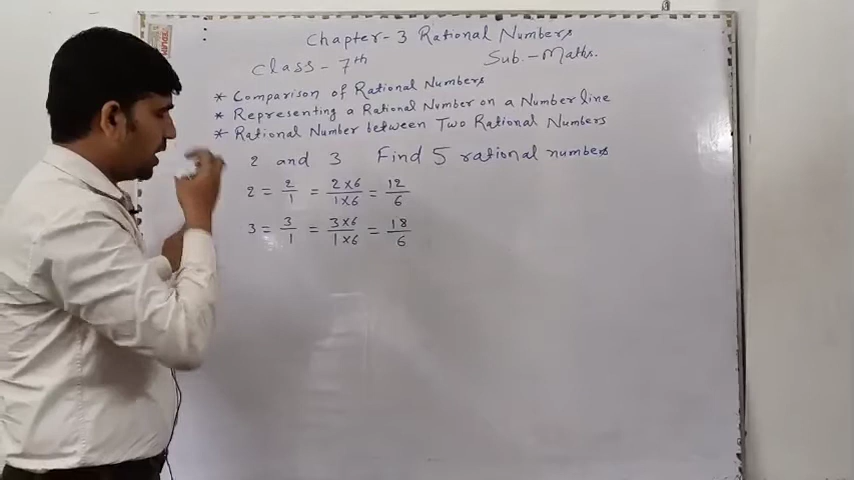 Chapter-3 Rational Numbers
Class - 7th Sub. - Maths.
* Comparison of Rational Numbers
* Representing a Rational Number on a Number line
* Rational Number between Two Rational Numbers
2 and 3 Find 5 rational numbers
2 = 2/1 = 2×6/1×6 = 12/6
3 = 3/1 = 3×6/1×6 = 18/6